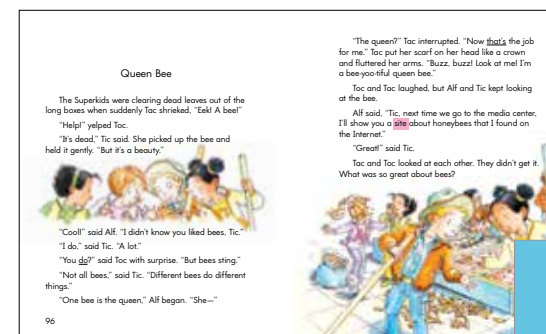 Queen Bee
The Superkids were clearing dead leaves out of the
long boxes when suddenly Tac shrieked, "Eek! A bee!"
"Help!" yelped Toc.
"It's dead," Tic said. She picked up the bee and
held it gently. "But it's a beauty."
"Cool!" said Alf. "I didn't know you liked bees, Tic."
"I do," said Tic. "A lot."
"You do?" said Toc with surprise. "But bees sting."
"Not all bees," said Tic. "Different bees do different
things."
"One bee is the queen," Alf began. "She—"
96
"The queen?" Tac interrupted. "Now that's the job
for me." Tac put her scarf on her head like a crown
and fluttered her arms. "Buzz, buzz! Look at me! I'm
a bee-yoo-tiful queen bee."
Toc and Tac laughed, but Alf and Tic kept looking
at the bee.
Alf said, "Tic, next time we go to the media center,
I'll show you a site about honeybees that I found on
the Internet."
"Great!" said Tic.
Tac and Toc looked at each other. They didn't get it.
What was so great about bees?